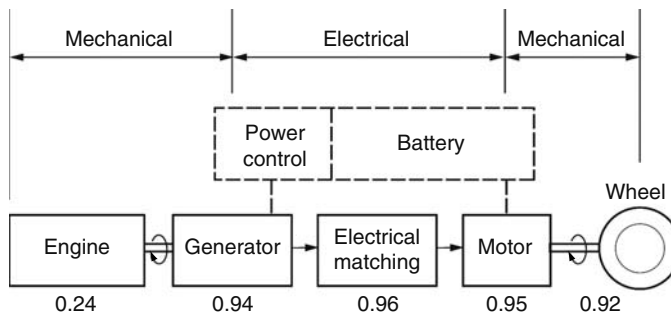 Mechanical
Electrical
Mechanical
Power
control
Battery
Wheel
Engine
Generator
Electrical
matching
Motor
0.24
0.94
0.96
0.95
0.92